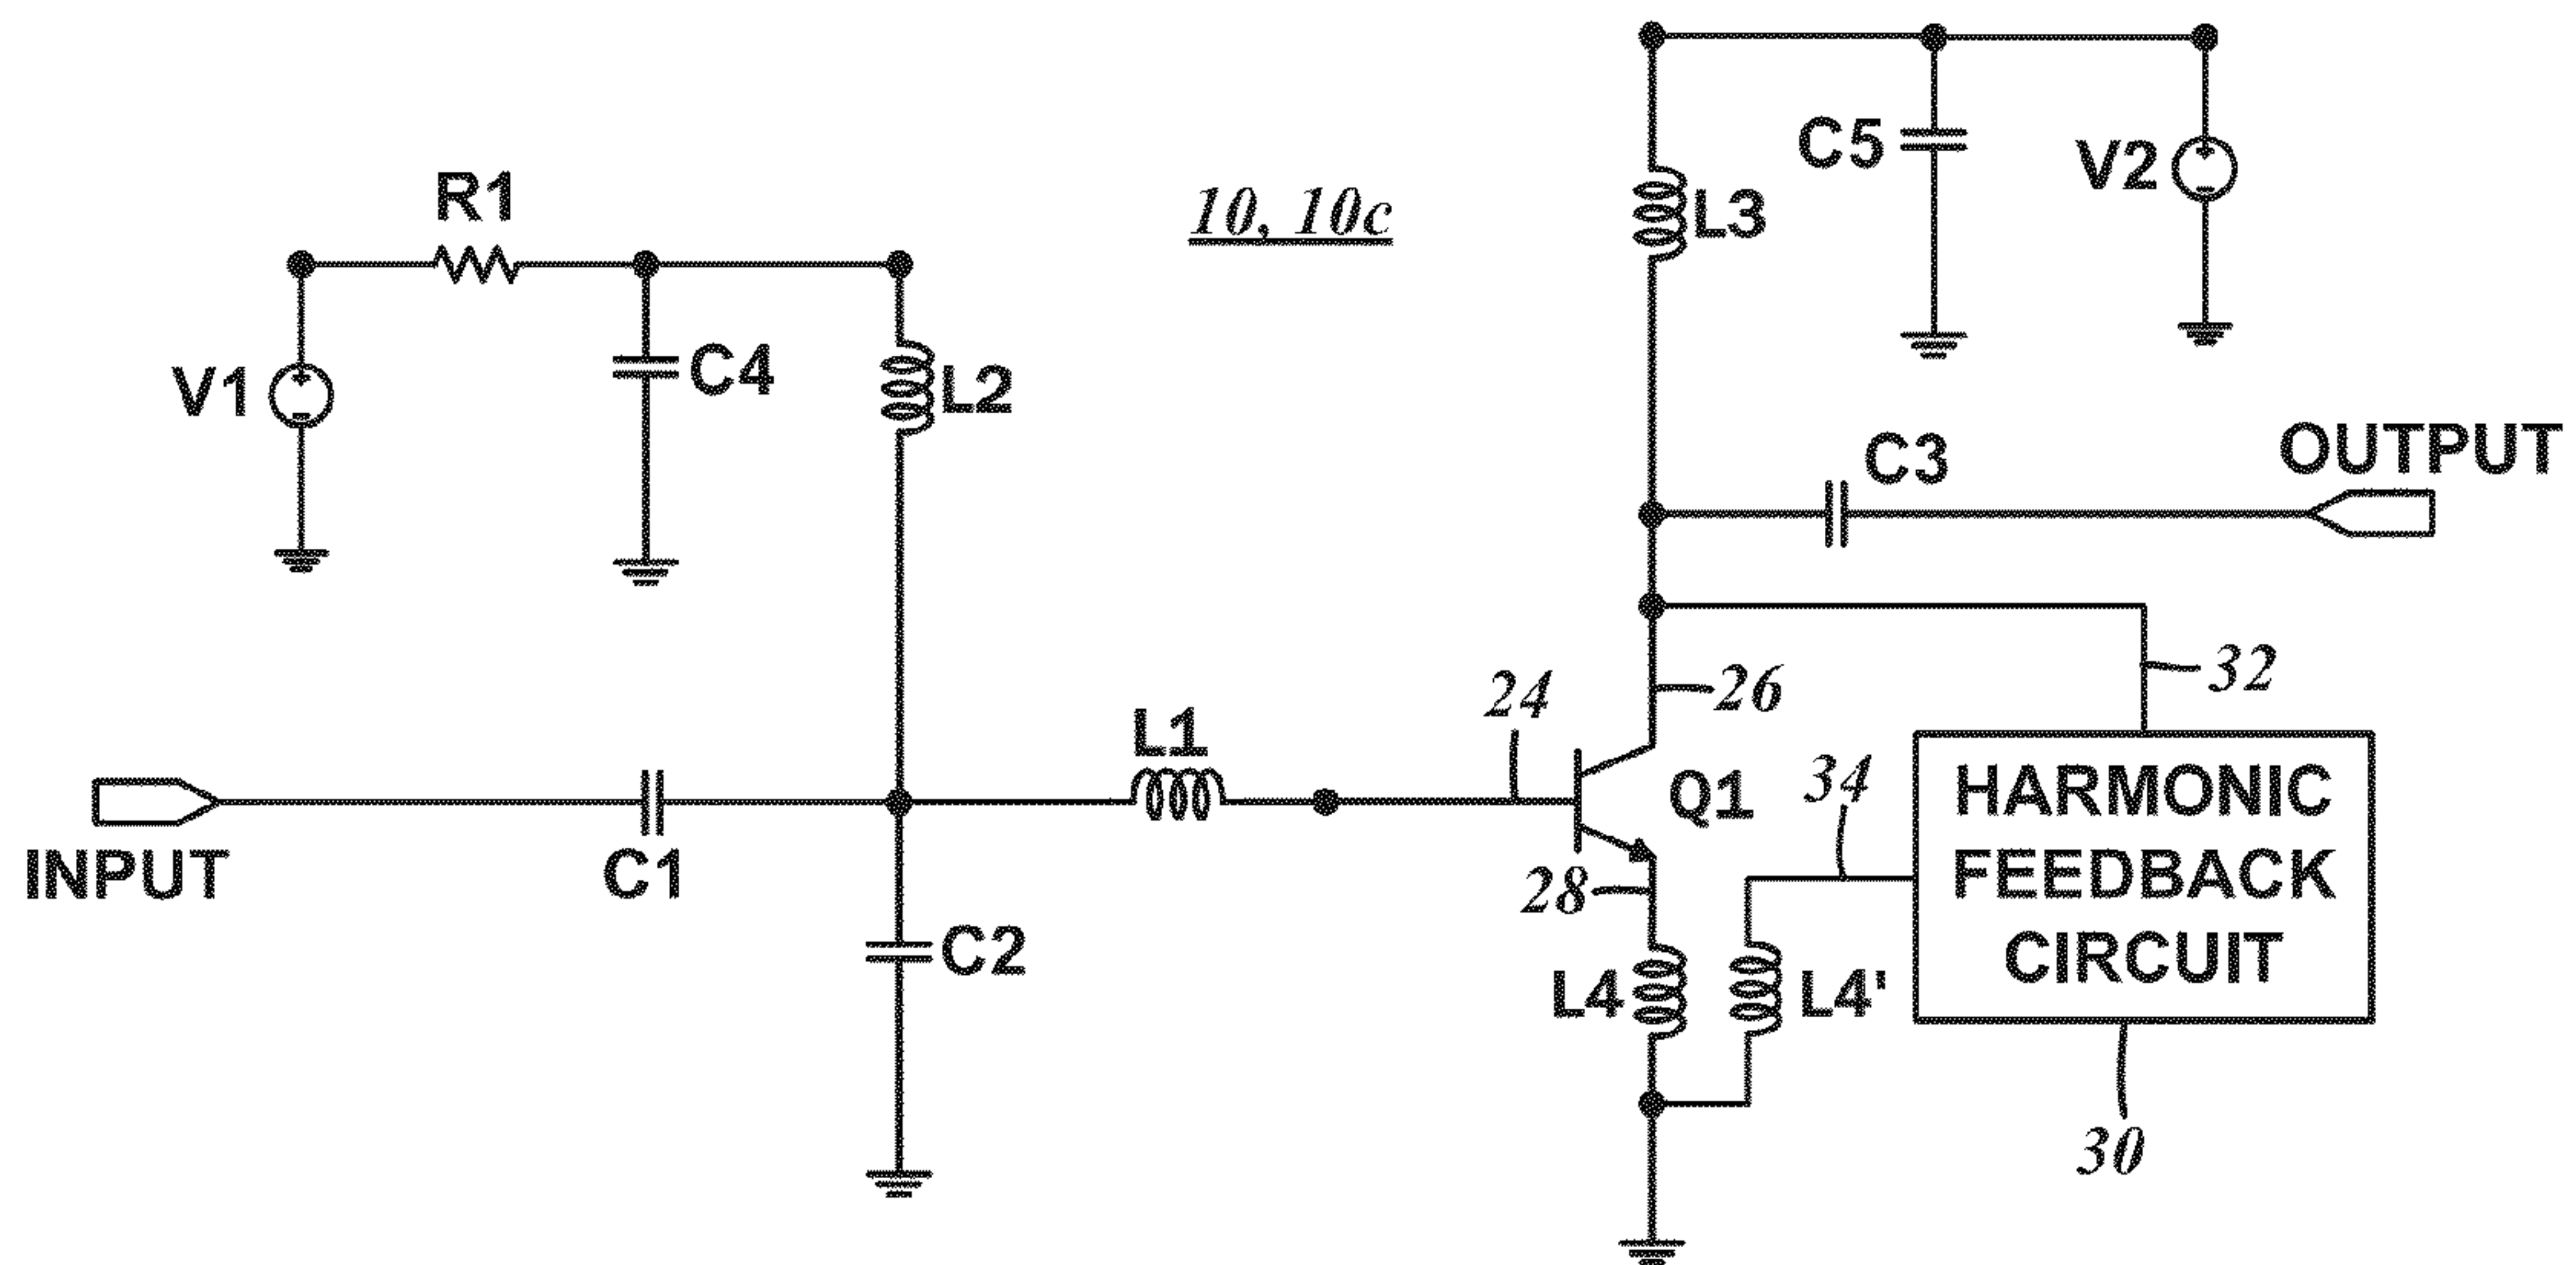 C5
V2
R1
10, 10c
L3
V1
C4
L2
C3
OUTPUT
24
26
32
L1
34
Q1
HARMONIC
FEEDBACK
CIRCUIT
INPUT
C1
28
C2
L4
L4'
30